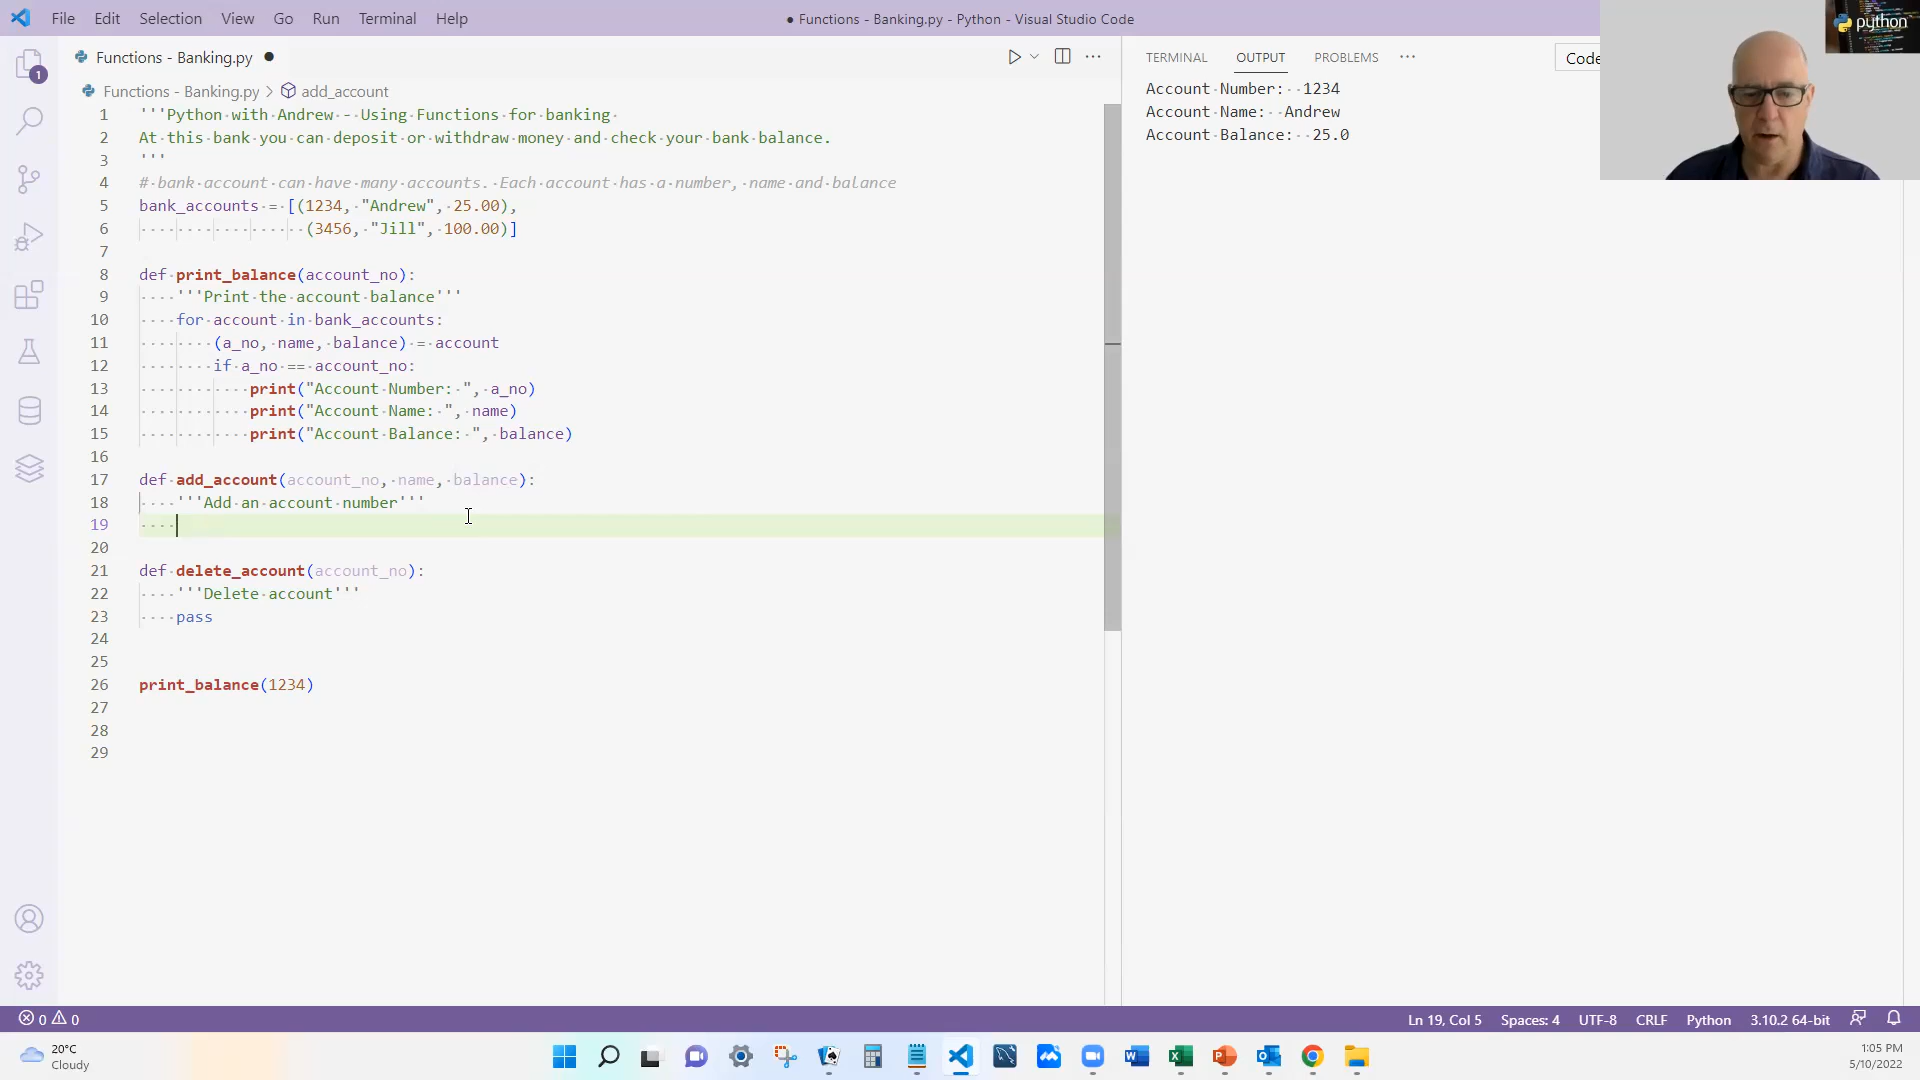 File Edit Selection View Go Run Terminal Help
● Functions - Banking.py - Python - Visual Studio Code
python
Functions - Banking.py ●
TERMINAL OUTPUT PROBLEMS ···
Code
1
Functions - Banking.py > add_account
1 '''Python with Andrew - Using Functions for banking
2 At this bank you can deposit or withdraw money and check your bank balance.
3 '''
4 # bank account can have many accounts. Each account has a number, name and balance
5 bank_accounts = [(1234, "Andrew", 25.00),
6 (3456, "Jill", 100.00)]
7
8 def print_balance(account_no):
9 '''Print the account balance'''
10 for account in bank_accounts:
11 (a_no, name, balance) = account
12 if a_no == account_no:
13 print("Account Number: ", a_no)
14 print("Account Name: ", name)
15 print("Account Balance: ", balance)
16
17 def add_account(account_no, name, balance):
18 '''Add an account number'''
19
20
21 def delete_account(account_no):
22 '''Delete account'''
23 pass
24
25
26 print_balance(1234)
27
28
29
Account Number:  1234
Account Name:  Andrew
Account Balance:  25.0
0 0
Ln 19, Col 5 Spaces: 4 UTF-8 CRLF Python 3.10.2 64-bit
20°C
Cloudy
1:05 PM
5/10/2022